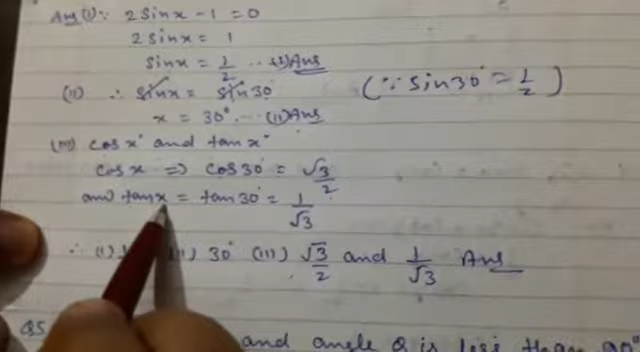 Ans (i) ∵ 2 sin x - 1 = 0
2 sin x = 1
sin x = 1/2 ... (i) Ans
(ii) ∴ sin x = sin 30° (∵ sin 30° = 1/2)
x = 30° ... (ii) Ans
(iii) cos x° and tan x°
cos x ⇒ cos 30° = √3/2
and tan x = tan 30° = 1/√3
∴ (i) 30° (iii) √3/2 and 1/√3 Ans
Q5 and angle is less than 90°